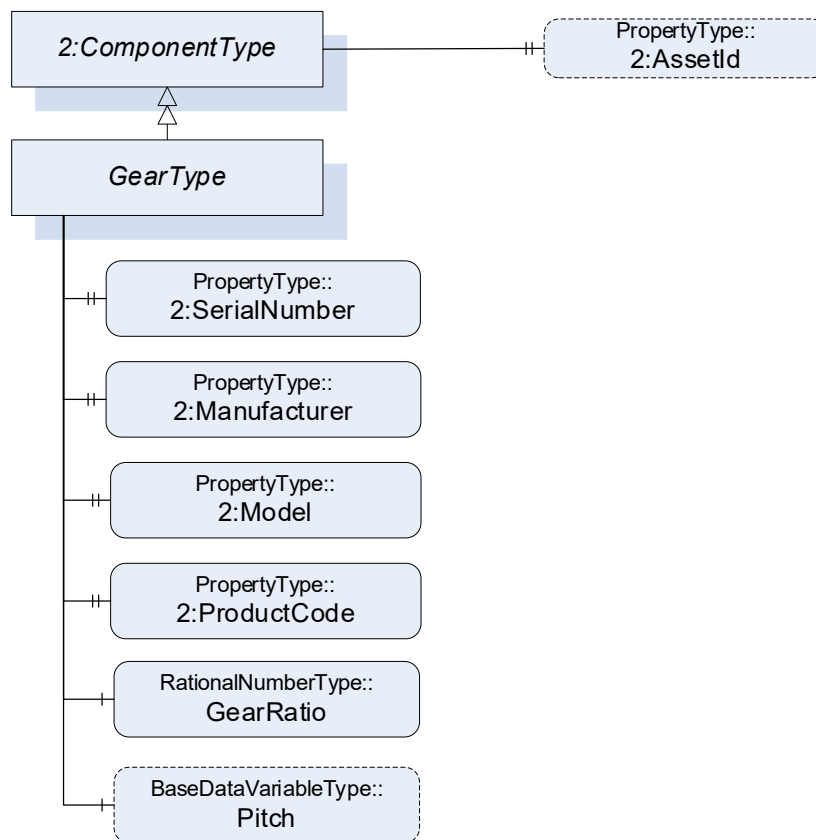 2:ComponentType
PropertyType::
2:AssetId
GearType
PropertyType::
2:SerialNumber
PropertyType::
2:Manufacturer
PropertyType::
2:Model
PropertyType::
2:ProductCode
RationalNumberType::
GearRatio
BaseDataVariableType::
Pitch